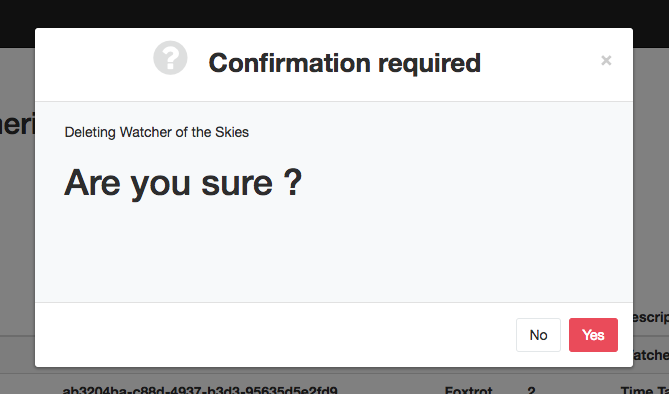 Confirmation required
×
eri
Deleting Watcher of the Skies
Are you sure ?
escrip
No
Yes
atche
ab3204ba-c88d-4937-b3d3-95635d5e2fd9
Foxtrot
2
Time Ta